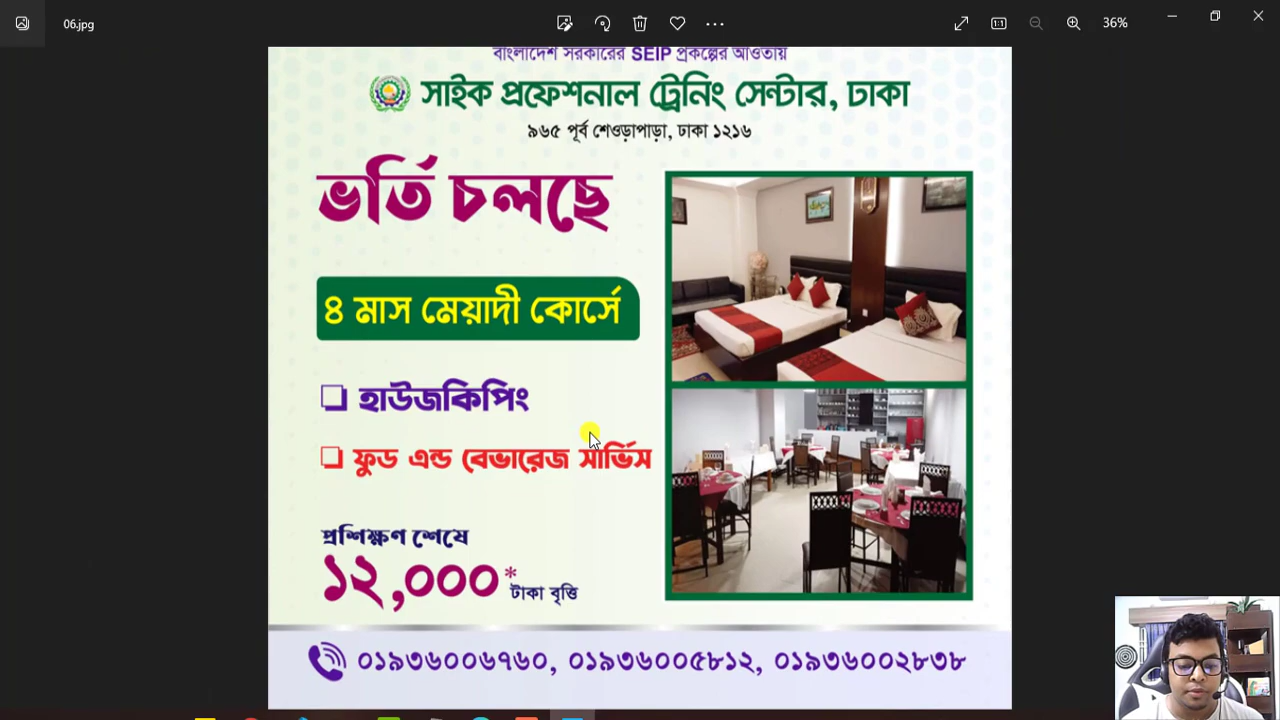 06.jpg
36%
বাংলাদেশ সরকারের SEIP প্রকল্পের আওতায়
সাইক প্রফেশনাল ট্রেনিং সেন্টার, ঢাকা
৯৬৫ পূর্ব শেওড়াপাড়া, ঢাকা ১২১৬
ভর্তি চলছে
৪ মাস মেয়াদী কোর্সে
হাউজকিপিং
ফুড এন্ড বেভারেজ সার্ভিস
প্রশিক্ষণ শেষে
১২,০০০*
টাকা বৃত্তি
০১৯৩৬০০৬৭৬০, ০১৯৩৬০০৫৮১২, ০১৯৩৬০০২৮৩৮